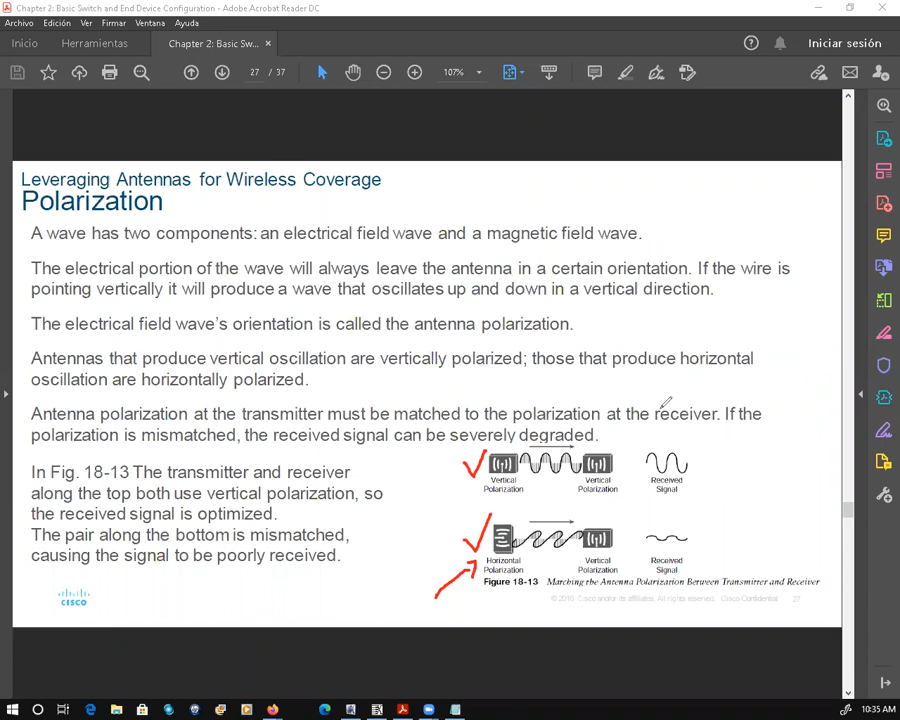 Chapter 2: Basic Switch and End Device Configuration.pdf - Adobe Acrobat Reader DC
Archivo Edición Ver Firmar Ventana Ayuda
Inicio Herramientas Chapter 2: Basic Sw... × Iniciar sesión
27 / 37 107%
Leveraging Antennas for Wireless Coverage
Polarization
A wave has two components: an electrical field wave and a magnetic field wave.
The electrical portion of the wave will always leave the antenna in a certain orientation. If the wire is
pointing vertically it will produce a wave that oscillates up and down in a vertical direction.
The electrical field wave's orientation is called the antenna polarization.
Antennas that produce vertical oscillation are vertically polarized; those that produce horizontal
oscillation are horizontally polarized.
Antenna polarization at the transmitter must be matched to the polarization at the receiver. If the
polarization is mismatched, the received signal can be severely degraded.
In Fig. 18-13 The transmitter and receiver
along the top both use vertical polarization, so
the received signal is optimized.
The pair along the bottom is mismatched,
causing the signal to be poorly received.
Vertical
Polarization
Vertical
Polarization
Received
Signal
Horizontal
Polarization
Vertical
Polarization
Received
Signal
Figure 18-13 Marching the Antenna Polarization Between Transmitter and Receiver
CISCO
© 2016 Cisco and/or its affiliates. All rights reserved. Cisco Confidential 27
10:35 AM